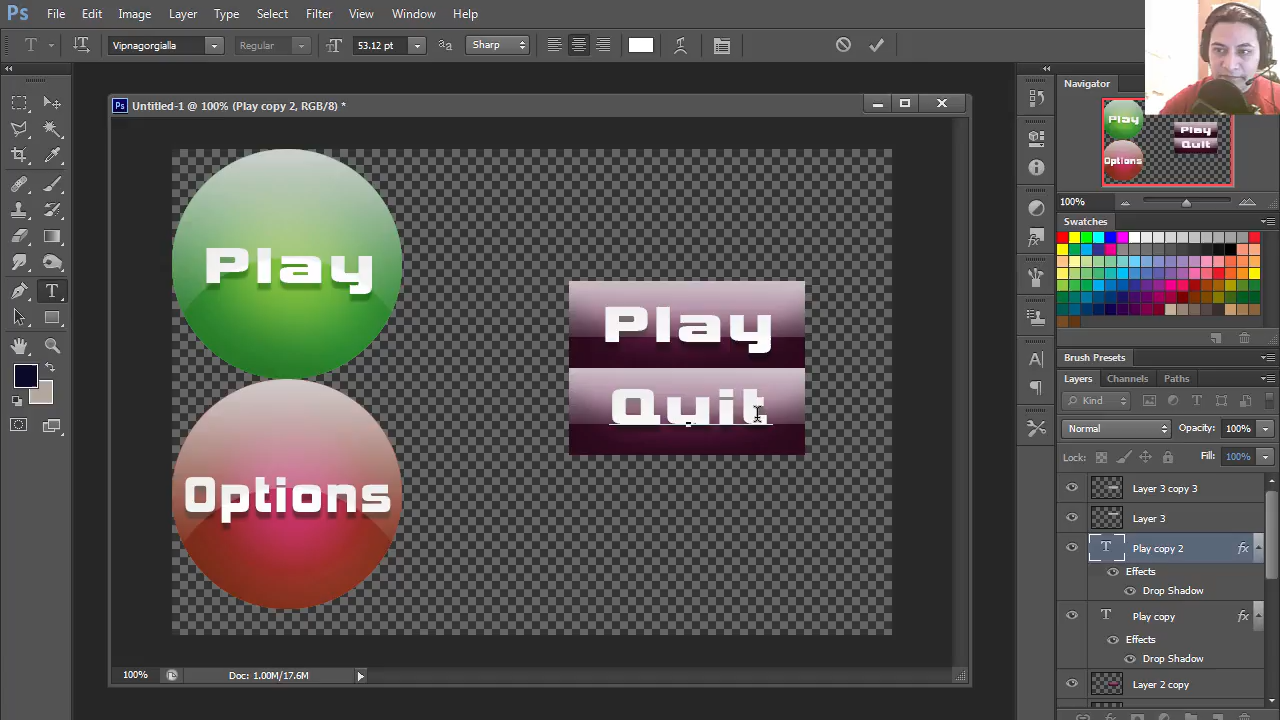 Ps File Edit Image Layer Type Select Filter View Window Help
T Vipnagorgialla Regular 53.12 pt Sharp
Untitled-1 @ 100% (Play copy 2, RGB/8) *
Navigator
Play
Play
Quit
Options
100%
Swatches
Play
Play
Quit
Options
Brush Presets
Layers Channels Paths
Kind
Normal Opacity: 100%
Lock: Fill: 100%
Layer 3 copy 3
Layer 3
T Play copy 2 fx
Effects
Drop Shadow
T Play copy fx
Effects
Drop Shadow
Layer 2 copy
100% Doc: 1.00M/17.6M